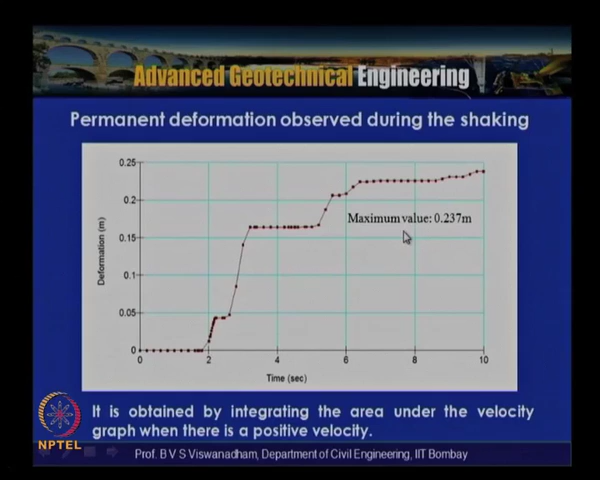 Advanced Geotechnical Engineering
Permanent deformation observed during the shaking
0.25
0.2
0.15
0.1
0.05
0
Deformation (m)
Maximum value: 0.237m
0 2 4 6 8 10
Time (sec)
It is obtained by integrating the area under the velocity
graph when there is a positive velocity.
NPTEL
Prof. B V S Viswanadham, Department of Civil Engineering, IIT Bombay